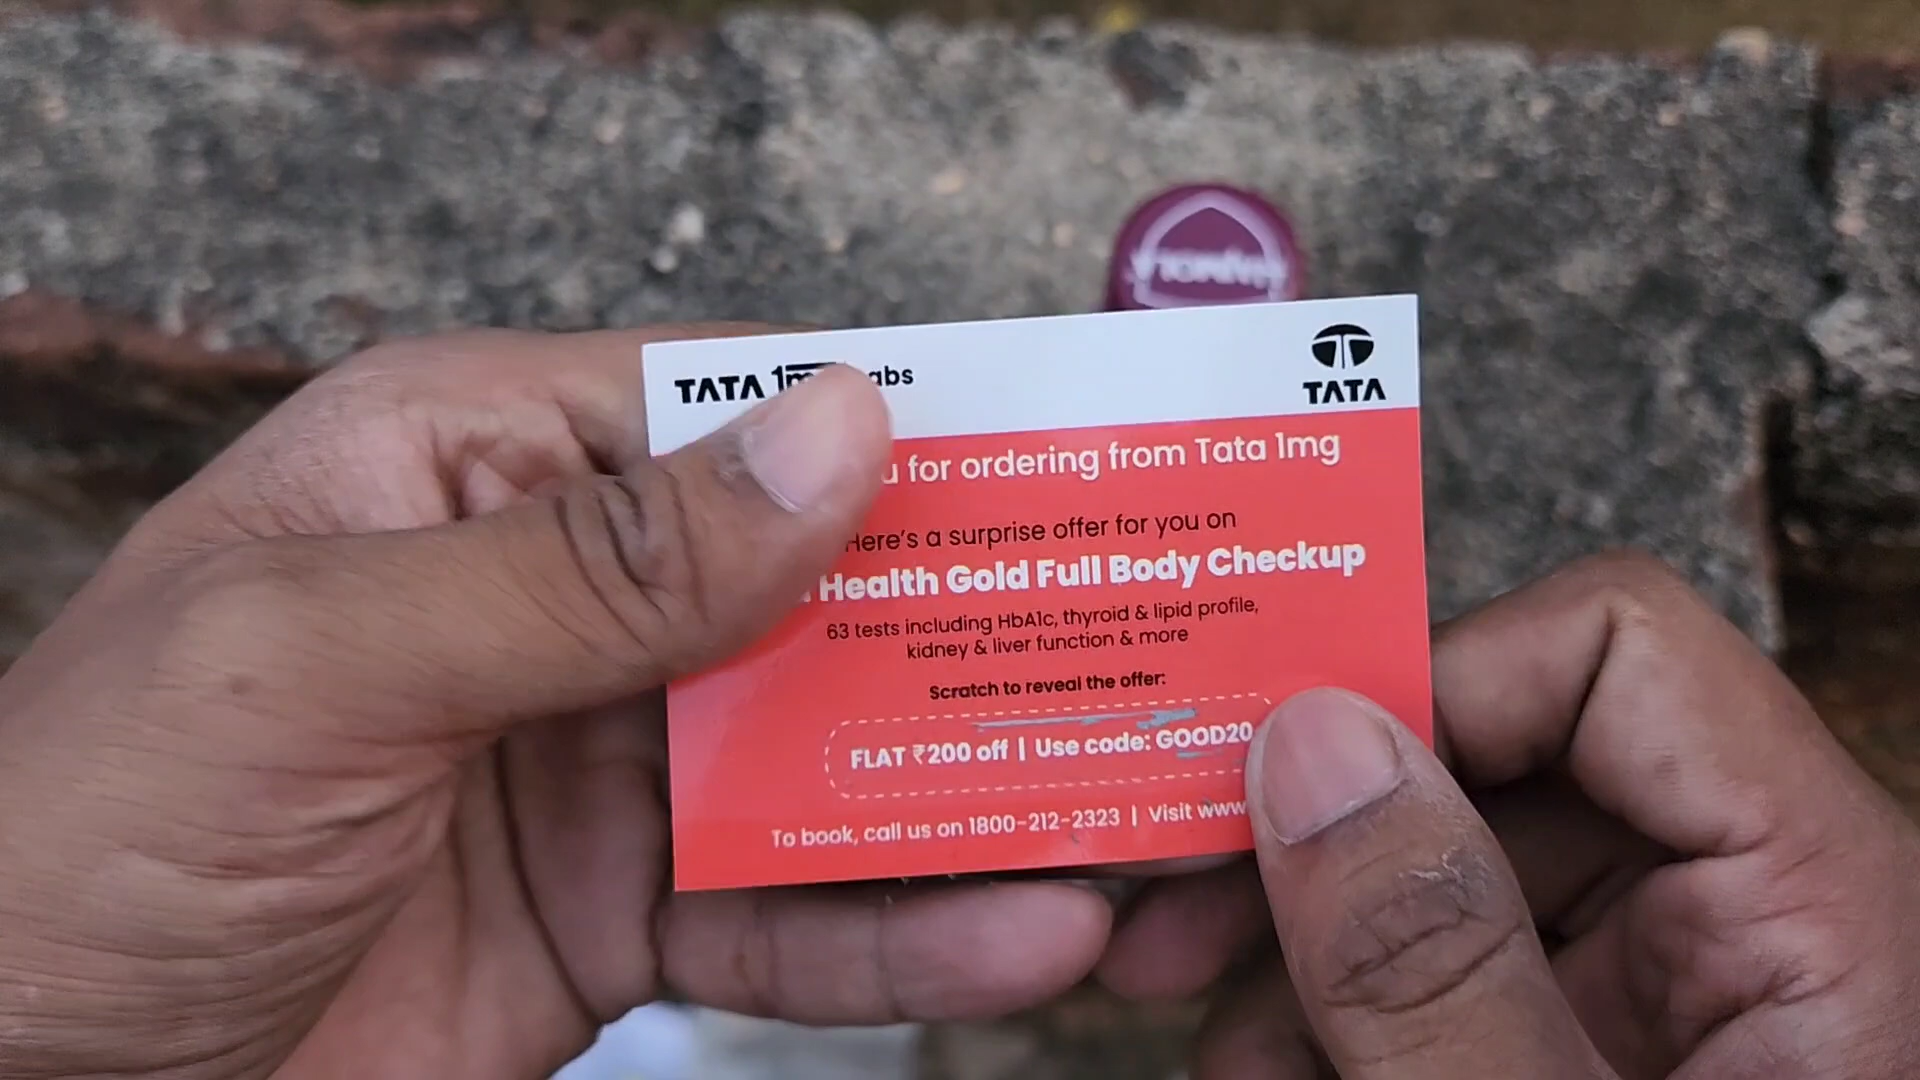 TATA
TATA
u for ordering from Tata 1mg
Here's a surprise offer for you on
Health Gold Full Body Checkup
63 tests including HbA1c, thyroid & lipid profile,
kidney & liver function & more
Scratch to reveal the offer:
FLAT ₹200 off | Use code: GOOD20
To book, call us on 1800-212-2323 | Visit www